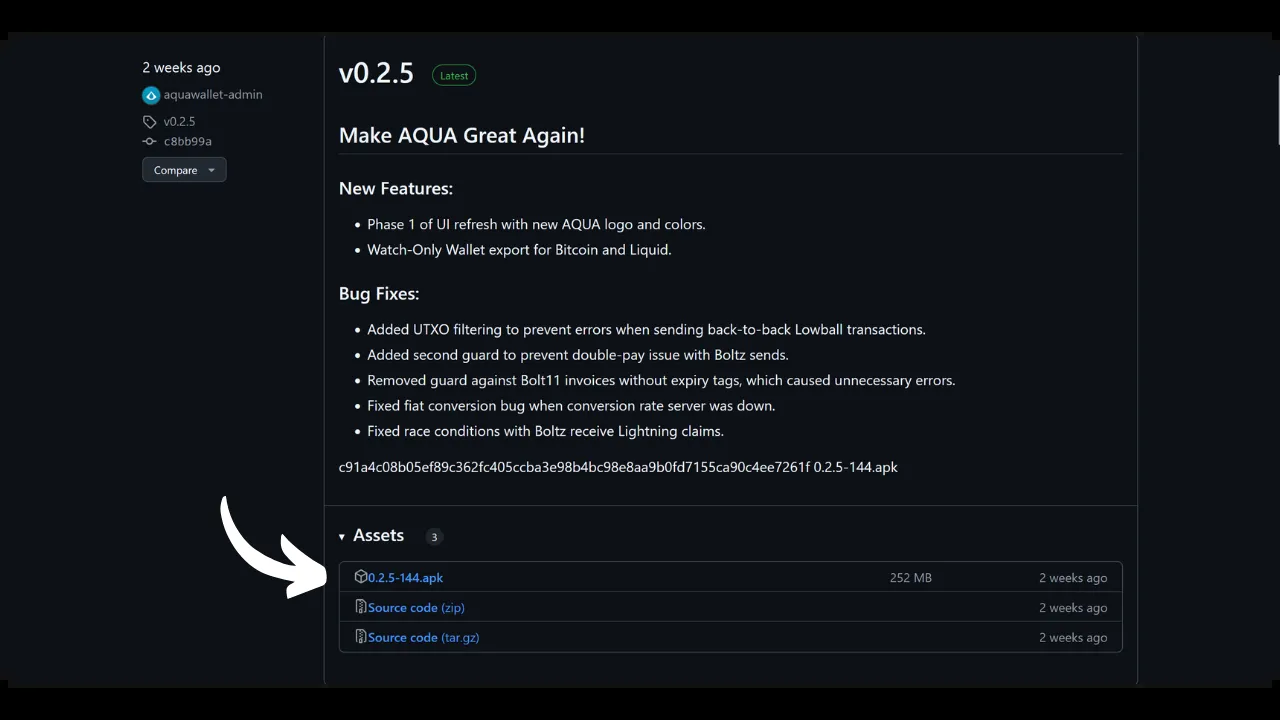 2 weeks ago
aquawallet-admin
v0.2.5
c8bb99a
Compare
v0.2.5 Latest
Make AQUA Great Again!
New Features:
• Phase 1 of UI refresh with new AQUA logo and colors.
• Watch-Only Wallet export for Bitcoin and Liquid.
Bug Fixes:
• Added UTXO filtering to prevent errors when sending back-to-back Lowball transactions.
• Added second guard to prevent double-pay issue with Boltz sends.
• Removed guard against Bolt11 invoices without expiry tags, which caused unnecessary errors.
• Fixed fiat conversion bug when conversion rate server was down.
• Fixed race conditions with Boltz receive Lightning claims.
c91a4c08b05ef89c362fc405ccba3e98b4bc98e8aa9b0fd7155ca90c4ee7261f 0.2.5-144.apk
Assets 3
0.2.5-144.apk 252 MB 2 weeks ago
Source code (zip) 2 weeks ago
Source code (tar.gz) 2 weeks ago